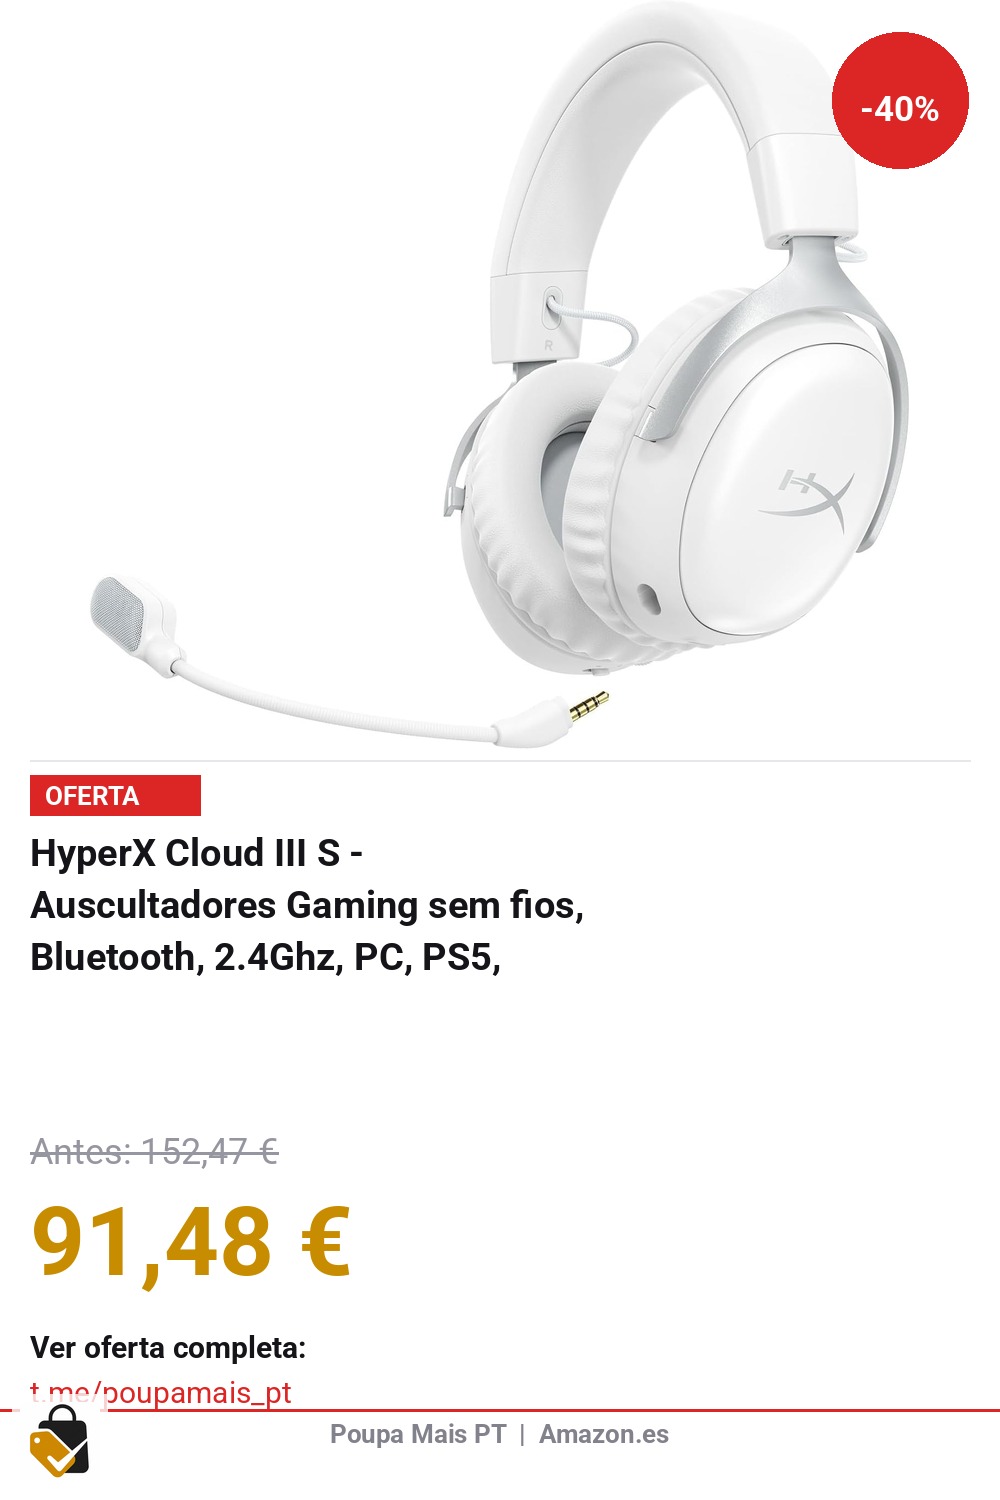 -40%
R
HX
OFERTA
HyperX Cloud III S -
Auscultadores Gaming sem fios,
Bluetooth, 2.4Ghz, PC, PS5,
Antes: 152,47 €
91,48 €
Ver oferta completa:
t.me/poupamais_pt
Poupa Mais PT | Amazon.es